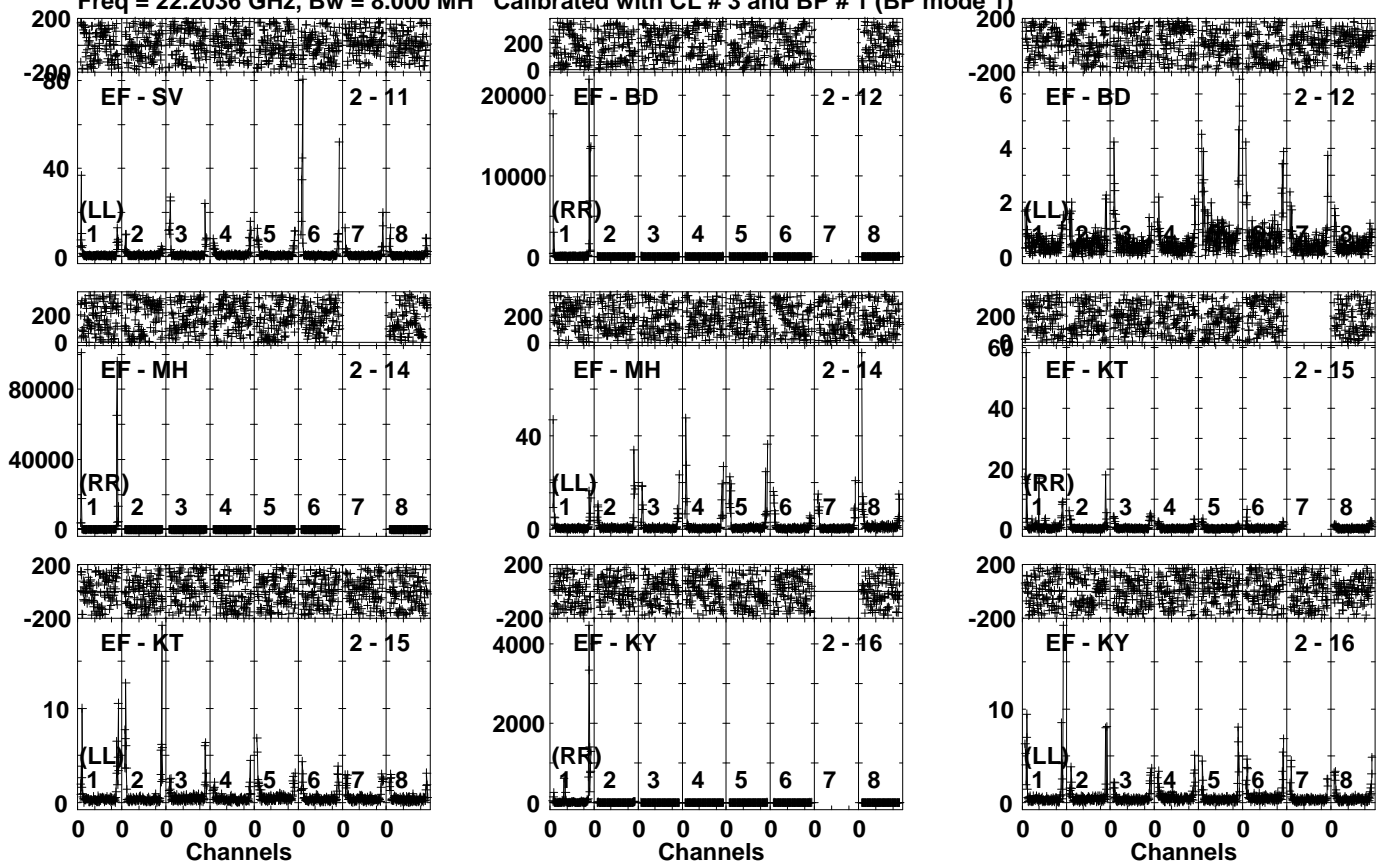 Freq = 22.2036 GHz, Bw = 8.000 MH Calibrated with CL # 3 and BP # 1 (BP mode 1)
200
-200
EF - SV 2 - 11
80
40
0
(LL)
1 2 3 4 5 6 7 8
200
0
EF - BD 2 - 12
20000
10000
0
(RR)
1 2 3 4 5 6 7 8
200
-200
EF - BD 2 - 12
6
4
2
0
(LL)
1 2 3 4 6 7 8
200
0
EF - MH 2 - 14
80000
40000
0
(RR)
1 2 3 4 5 6 7 8
200
0
EF - MH 2 - 14
40
0
(LL)
1 2 3 4 5 6 7 8
200
0
EF - KT 2 - 15
60
40
20
0
(RR)
1 2 3 4 5 6 7 8
200
-200
EF - KT 2 - 15
10
0
(LL)
1 2 3 4 5 6 7 8
0 0 0 0 0 0 0 0
Channels
200
-200
EF - KY 2 - 16
4000
2000
0
(RR)
1 2 3 4 5 6 7 8
0 0 0 0 0 0 0 0
Channels
200
-200
EF - KY 2 - 16
10
0
(LL)
1 2 3 4 5 6 7 8
0 0 0 0 0 0 0 0
Channels